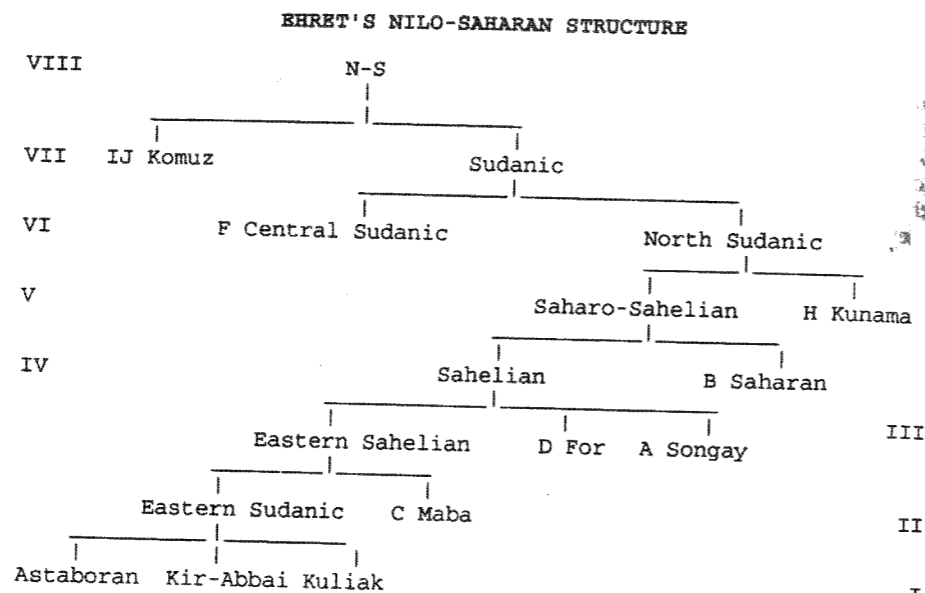 EHRET'S NILO-SAHARAN STRUCTURE
VIII N-S
VII IJ Komuz Sudanic
VI F Central Sudanic North Sudanic
V Saharo-Sahelian H Kunama
IV Sahelian B Saharan
Eastern Sahelian D For A Songay III
Eastern Sudanic C Maba II
Astaboran Kir-Abbai Kuliak I